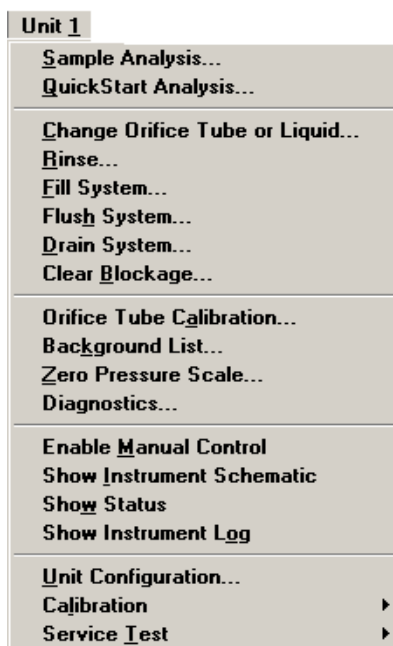 Unit 1
Sample Analysis...
QuickStart Analysis...
Change Orifice Tube or Liquid...
Rinse...
Fill System...
Flush System...
Drain System...
Clear Blockage...
Orifice Tube Calibration...
Background List...
Zero Pressure Scale...
Diagnostics...
Enable Manual Control
Show Instrument Schematic
Show Status
Show Instrument Log
Unit Configuration...
Calibration
Service Test